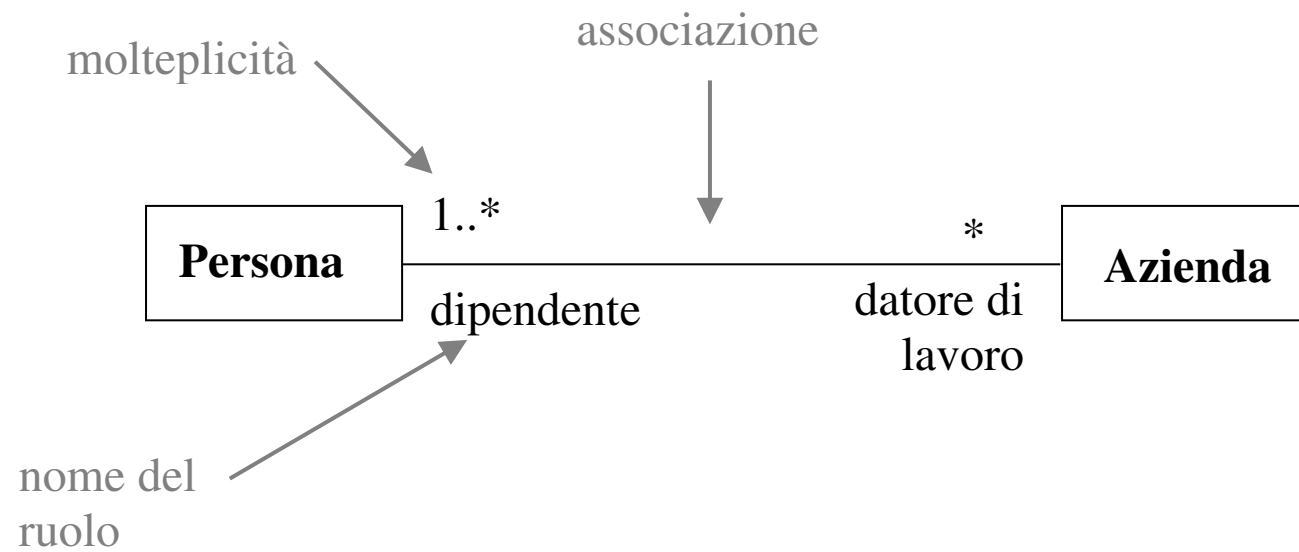 associazione
molteplicità
1..*
*
Persona
Azienda
dipendente
datore di
lavoro
nome del
ruolo